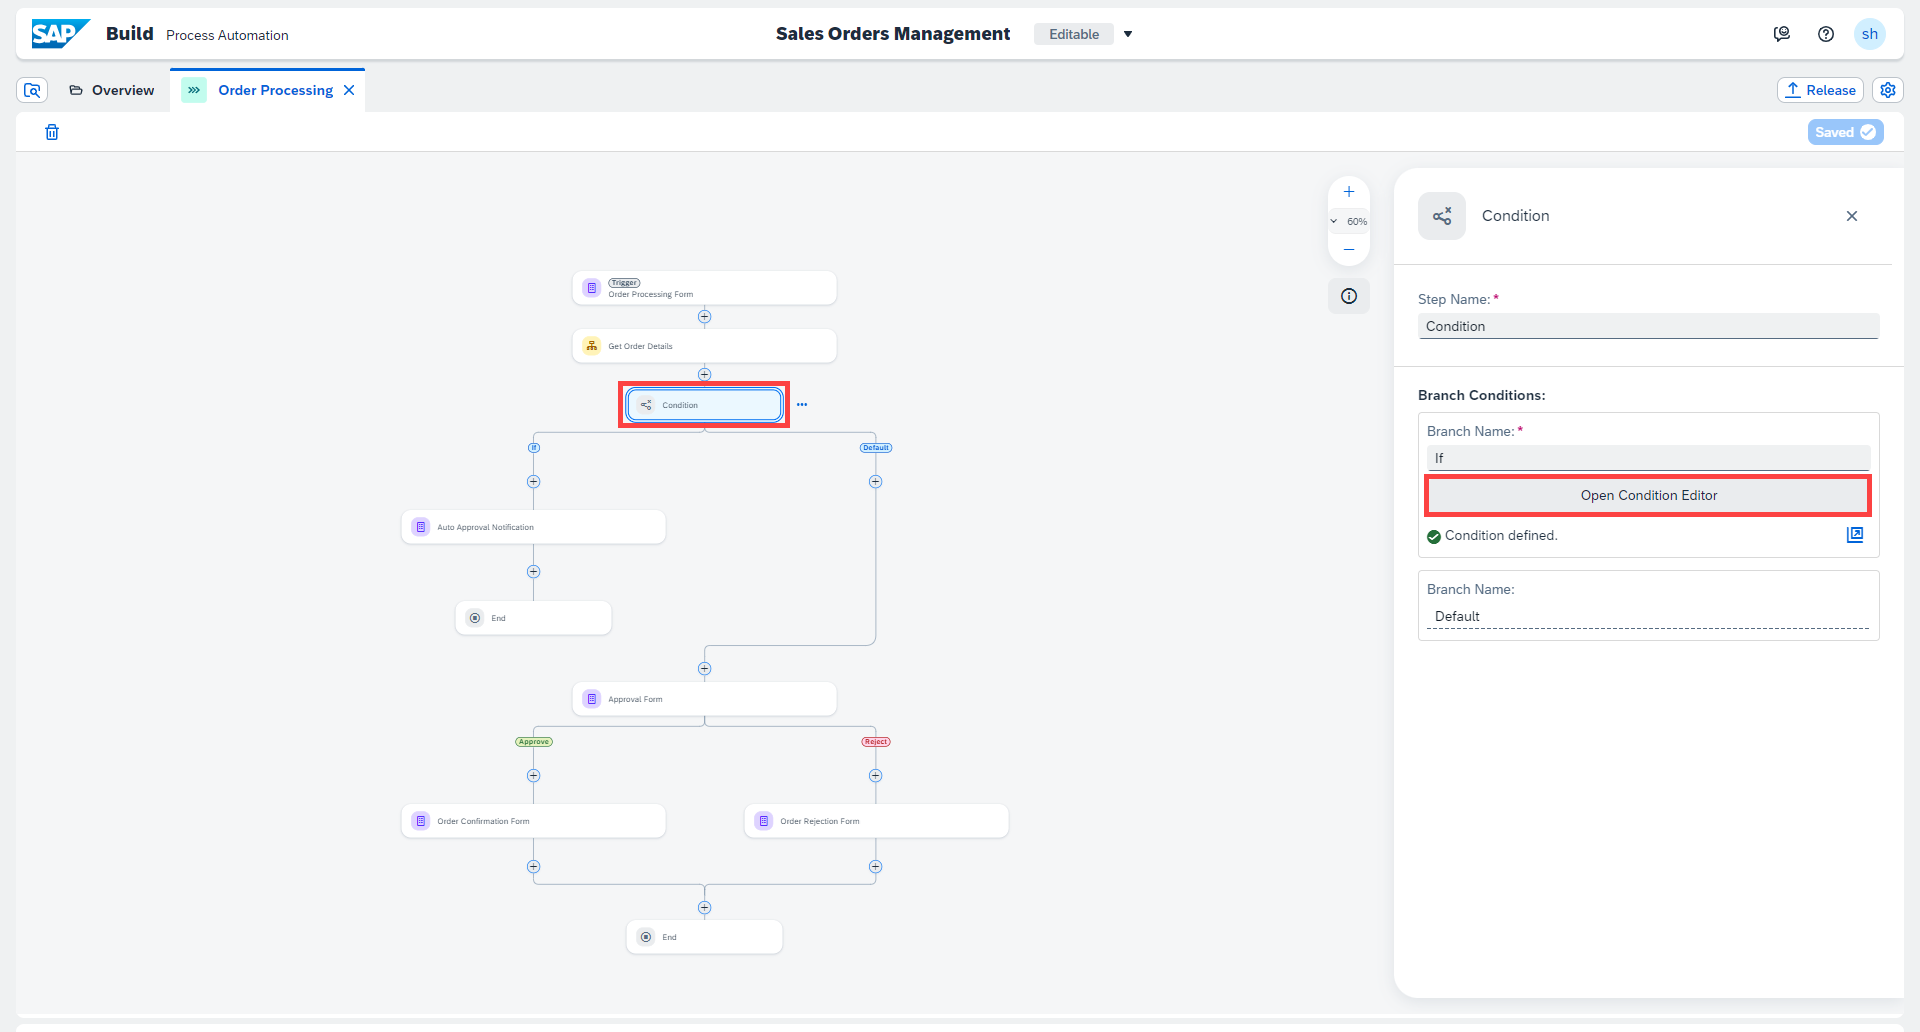 SAP Build Process Automation
Sales Orders Management
Editable
sh
Overview
Order Processing
Release
Saved
60%
Trigger
Order Processing Form
Get Order Details
Condition
If
Default
Auto Approval Notification
End
Approval Form
Approve
Reject
Order Confirmation Form
Order Rejection Form
End
Condition
Step Name: *
Condition
Branch Conditions:
Branch Name: *
If
Open Condition Editor
Condition defined.
Branch Name:
Default